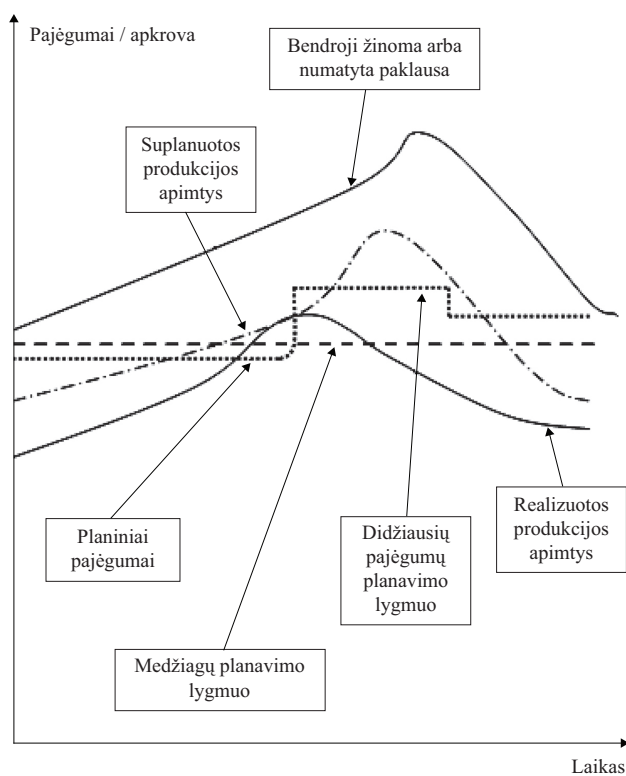 Pajėgumai / apkrova
Bendroji žinoma arba
numatyta paklausa
Suplanuotos
produkcijos
apimtys
Planiniai
pajėgumai
Didžiausių
pajėgumų
planavimo
lygmuo
Realizuotos
produkcijos
apimtys
Medžiagų planavimo
lygmuo
Laikas